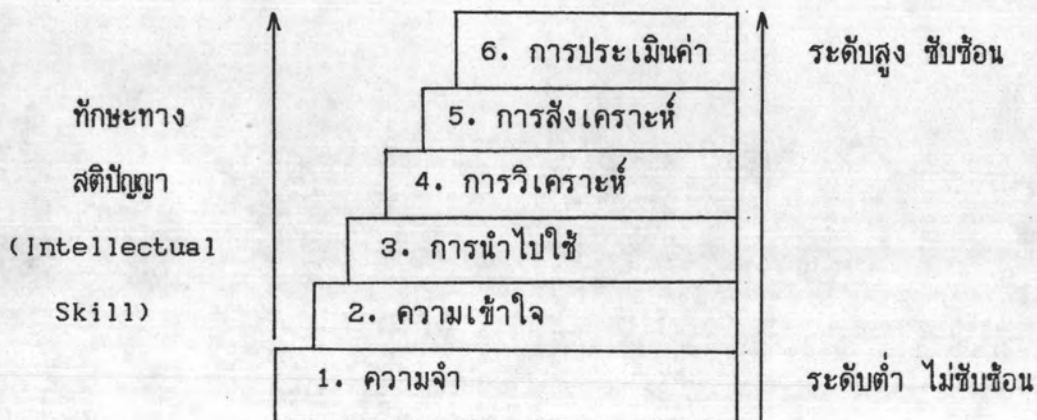 6. การประเมินค่า
ระดับสูง ซับซ้อน
ทักษะทาง
5. การสังเคราะห์
สติปัญญา
4. การวิเคราะห์
(Intellectual
3. การนำไปใช้
Skill)
2. ความเข้าใจ
1. ความจำ
ระดับต่ำ ไม่ซับซ้อน